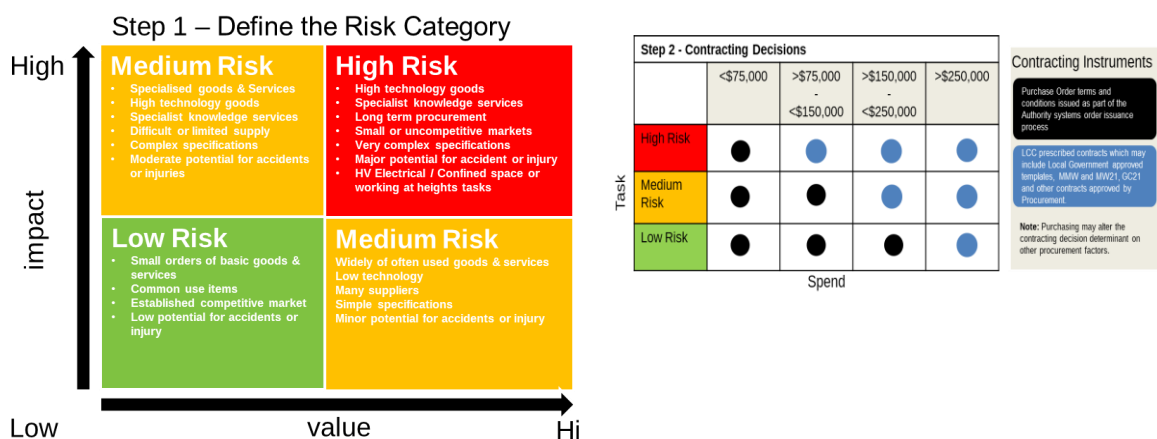 Step 1 – Define the Risk Category
High
impact
Low
value
Hi
Medium Risk
• Specialised goods & Services
• High technology goods
• Specialist knowledge services
• Difficult or limited supply
• Complex specifications
• Moderate potential for accidents
or injuries
High Risk
• High technology goods
• Specialist knowledge services
• Long term procurement
• Small or uncompetitive markets
• Very complex specifications
• Major potential for accident or injury
• HV Electrical / Confined space or
working at heights tasks
Low Risk
• Small orders of basic goods &
services
• Common use items
• Established competitive market
• Low potential for accidents or
injury
Medium Risk
Widely of often used goods & services
Low technology
Many suppliers
Simple specifications
Minor potential for accidents or injury
Step 2 - Contracting Decisions
<$75,000
>$75,000
-
<$150,000
>$150,000
-
<$250,000
>$250,000
High Risk
Medium
Risk
Low Risk
Task
Spend
Contracting Instruments
Purchase Order terms and
conditions issued as part of the
Authority systems order issuance
process
LCC prescribed contracts which may
include Local Government approved
templates, MMW and MW21, GC21
and other contracts approved by
Procurement.
Note: Purchasing may alter the
contracting decision determinant on
other procurement factors.